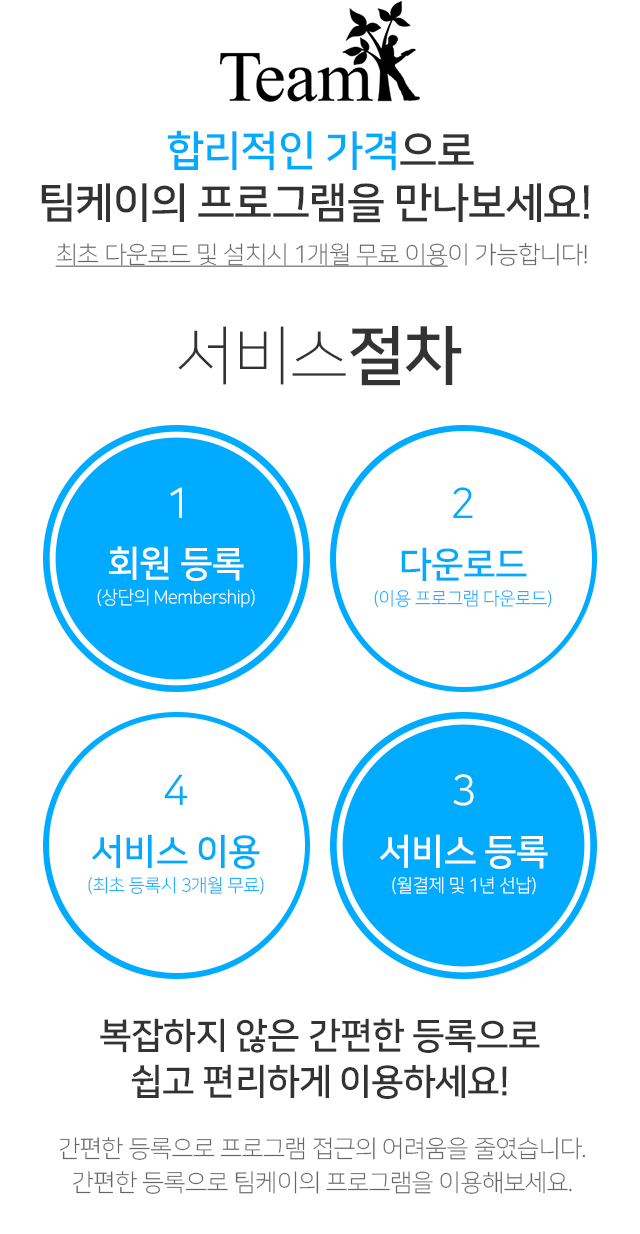 TeamK
합리적인 가격으로
팀케이의 프로그램을 만나보세요!
최초 다운로드 및 설치시 1개월 무료 이용이 가능합니다!
서비스절차
1
회원 등록
(상단의 Membership)
2
다운로드
(이용 프로그램 다운로드)
3
서비스 등록
(월결제 및 1년 선납)
4
서비스 이용
(최초 등록시 3개월 무료)
복잡하지 않은 간편한 등록으로
쉽고 편리하게 이용하세요!
간편한 등록으로 프로그램 접근의 어려움을 줄였습니다.
간편한 등록으로 팀케이의 프로그램을 이용해보세요.